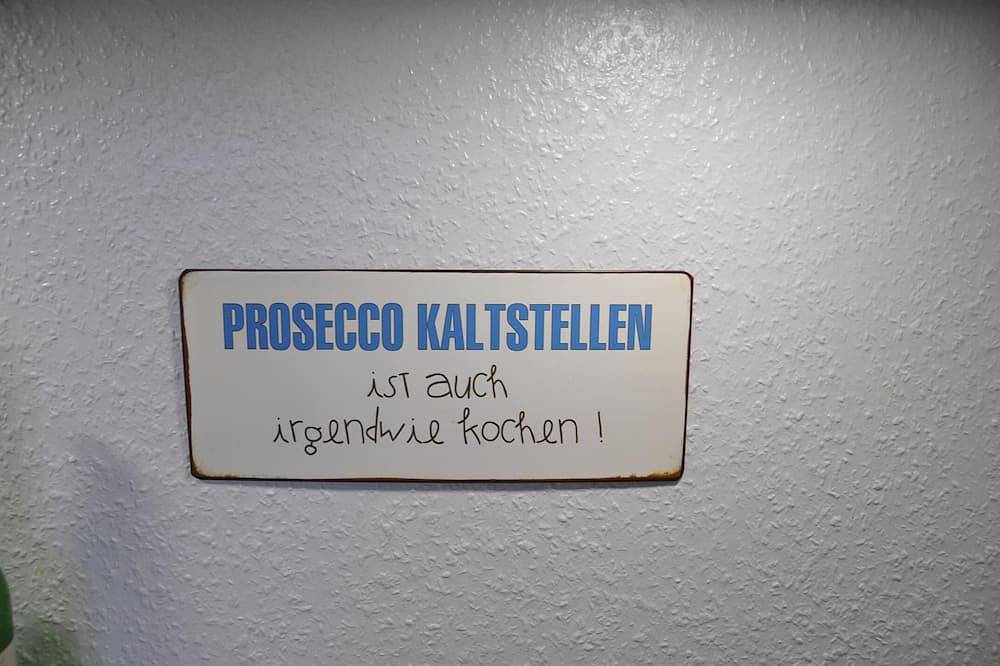 PROSECCO KALTSTELLEN
ist auch
irgendwie kochen !